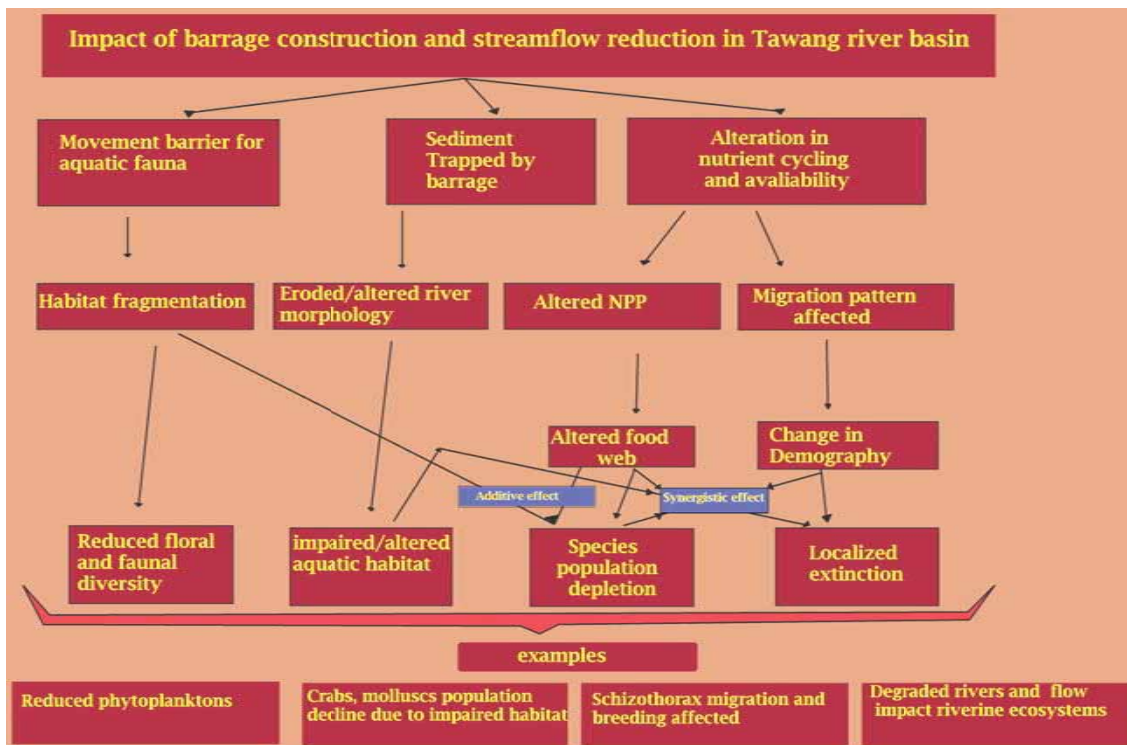 Impact of barrage construction and streamflow reduction in Tawang river basin
Movement barrier for
aquatic fauna
Sediment
Trapped by
barrage
Alteration in
nutrient cycling
and avaliability
Habitat fragmentation
Eroded/altered river
morphology
Altered NPP
Migration pattern
affected
Altered food
web
Change in
Demography
Additive effect
Synergistic effect
Reduced floral
and faunal
diversity
impaired/altered
aquatic habitat
Species
population
depletion
Localized
extinction
examples
Reduced phytoplanktons
Crabs, molluscs population
decline due to impaired habitat
Schizothorax migration and
breeding affected
Degraded rivers and flow
impact riverine ecosystems